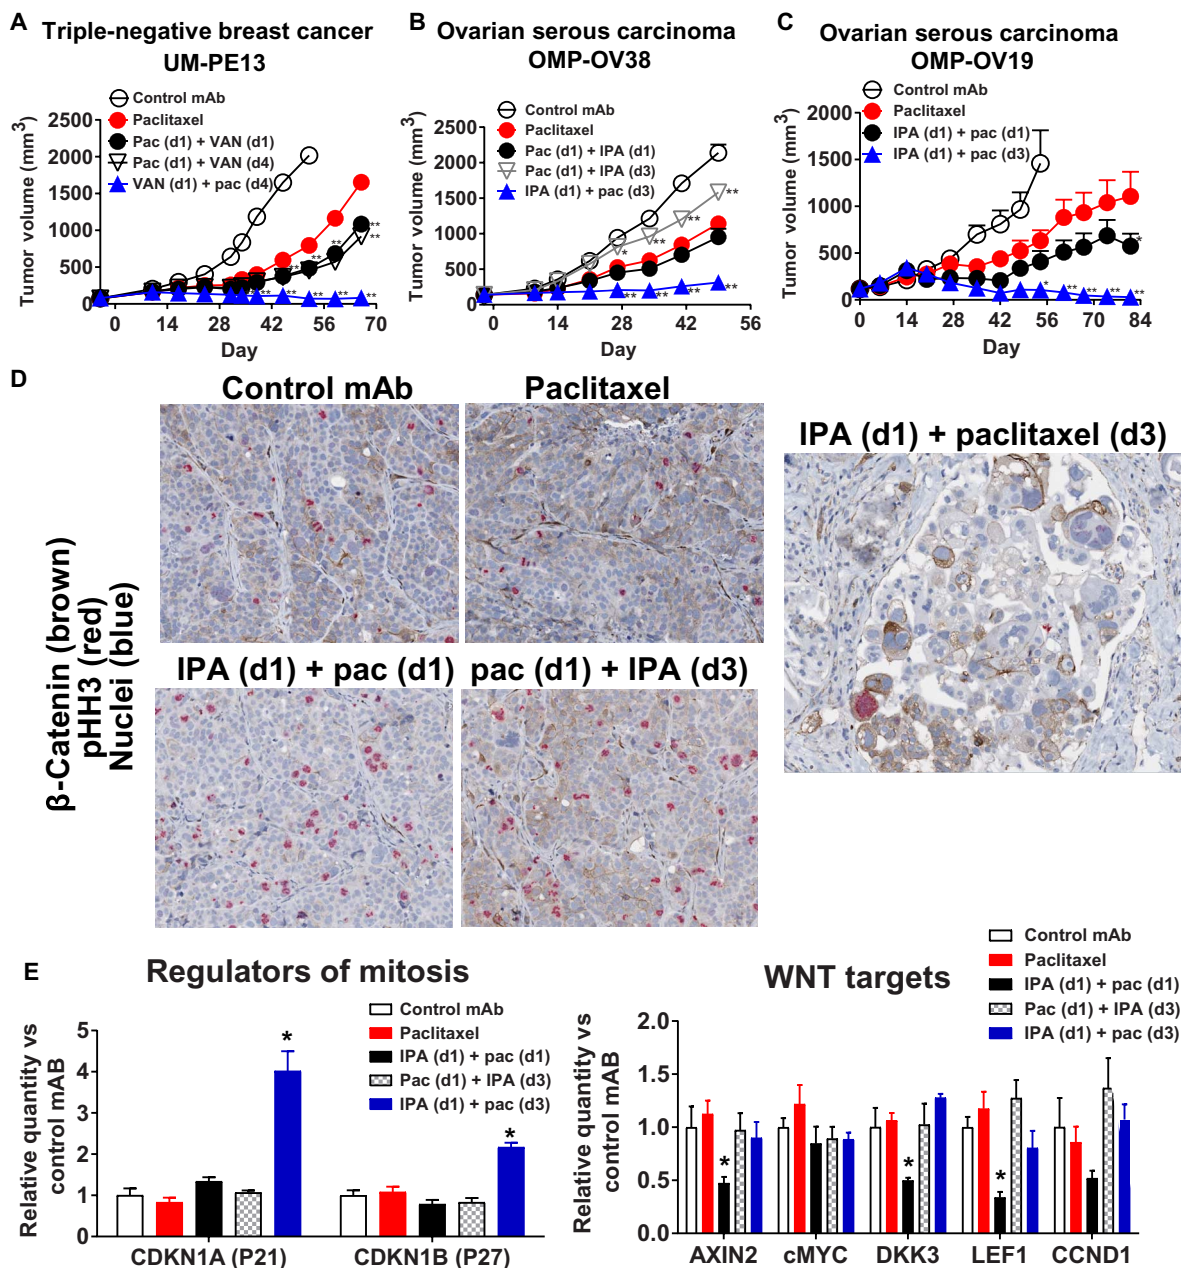 A Triple-negative breast cancer
UM-PE13
Control mAb
Paclitaxel
Pac (d1) + VAN (d1)
Pac (d1) + VAN (d4)
VAN (d1) + pac (d4)
Tumor volume (mm³)
2500
2000
1500
1000
500
0
** ** ** ** ** ** ** ** ** **
0 14 28 42 56 70
Day
B Ovarian serous carcinoma
OMP-OV38
Control mAb
Paclitaxel
Pac (d1) + IPA (d1)
Pac (d1) + IPA (d3)
IPA (d1) + pac (d3)
Tumor volume (mm³)
2500
2000
1500
1000
500
0
* ** ** **
** ** ** **
0 14 28 42 56
Day
C Ovarian serous carcinoma
OMP-OV19
Control mAb
Paclitaxel
IPA (d1) + pac (d1)
IPA (d1) + pac (d3)
Tumor volume (mm³)
2000
1500
1000
500
0
*
* ** ** ** **
0 14 28 42 56 70 84
Day
D
Control mAb
Paclitaxel
IPA (d1) + paclitaxel (d3)
IPA (d1) + pac (d1)
pac (d1) + IPA (d3)
β-Catenin (brown)
pHH3 (red)
Nuclei (blue)
E Regulators of mitosis
Control mAb
Paclitaxel
IPA (d1) + pac (d1)
Pac (d1) + IPA (d3)
IPA (d1) + pac (d3)
Relative quantity vs
control mAB
5
4
3
2
1
0
*
*
CDKN1A (P21) CDKN1B (P27)
WNT targets
Control mAb
Paclitaxel
IPA (d1) + pac (d1)
Pac (d1) + IPA (d3)
IPA (d1) + pac (d3)
Relative quantity vs
control mAB
2.0
1.5
1.0
0.5
0.0
* * *
AXIN2 cMYC DKK3 LEF1 CCND1